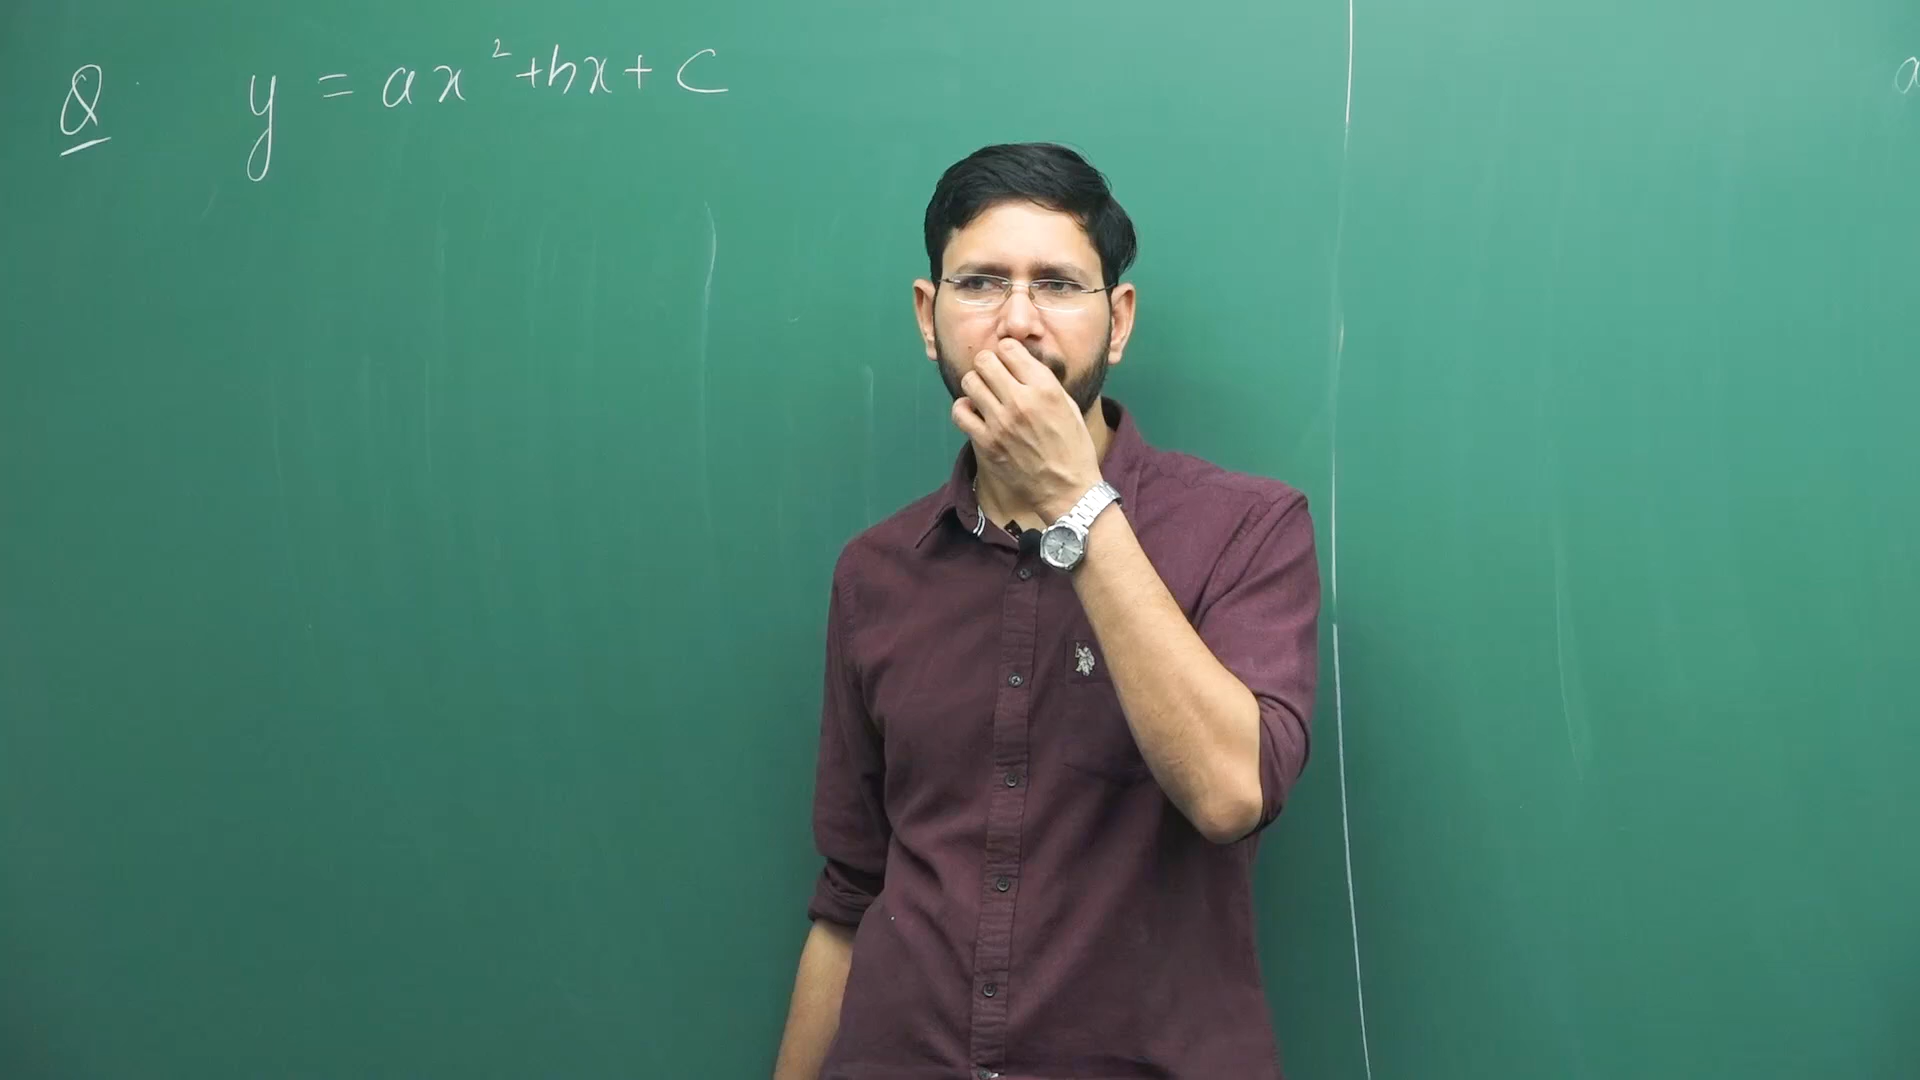 Q y = ax²+bx+c
a